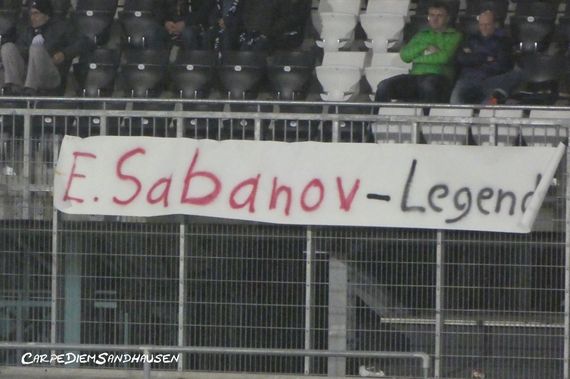 E. Sabanov - Legend
CarpeDiemSandhausen